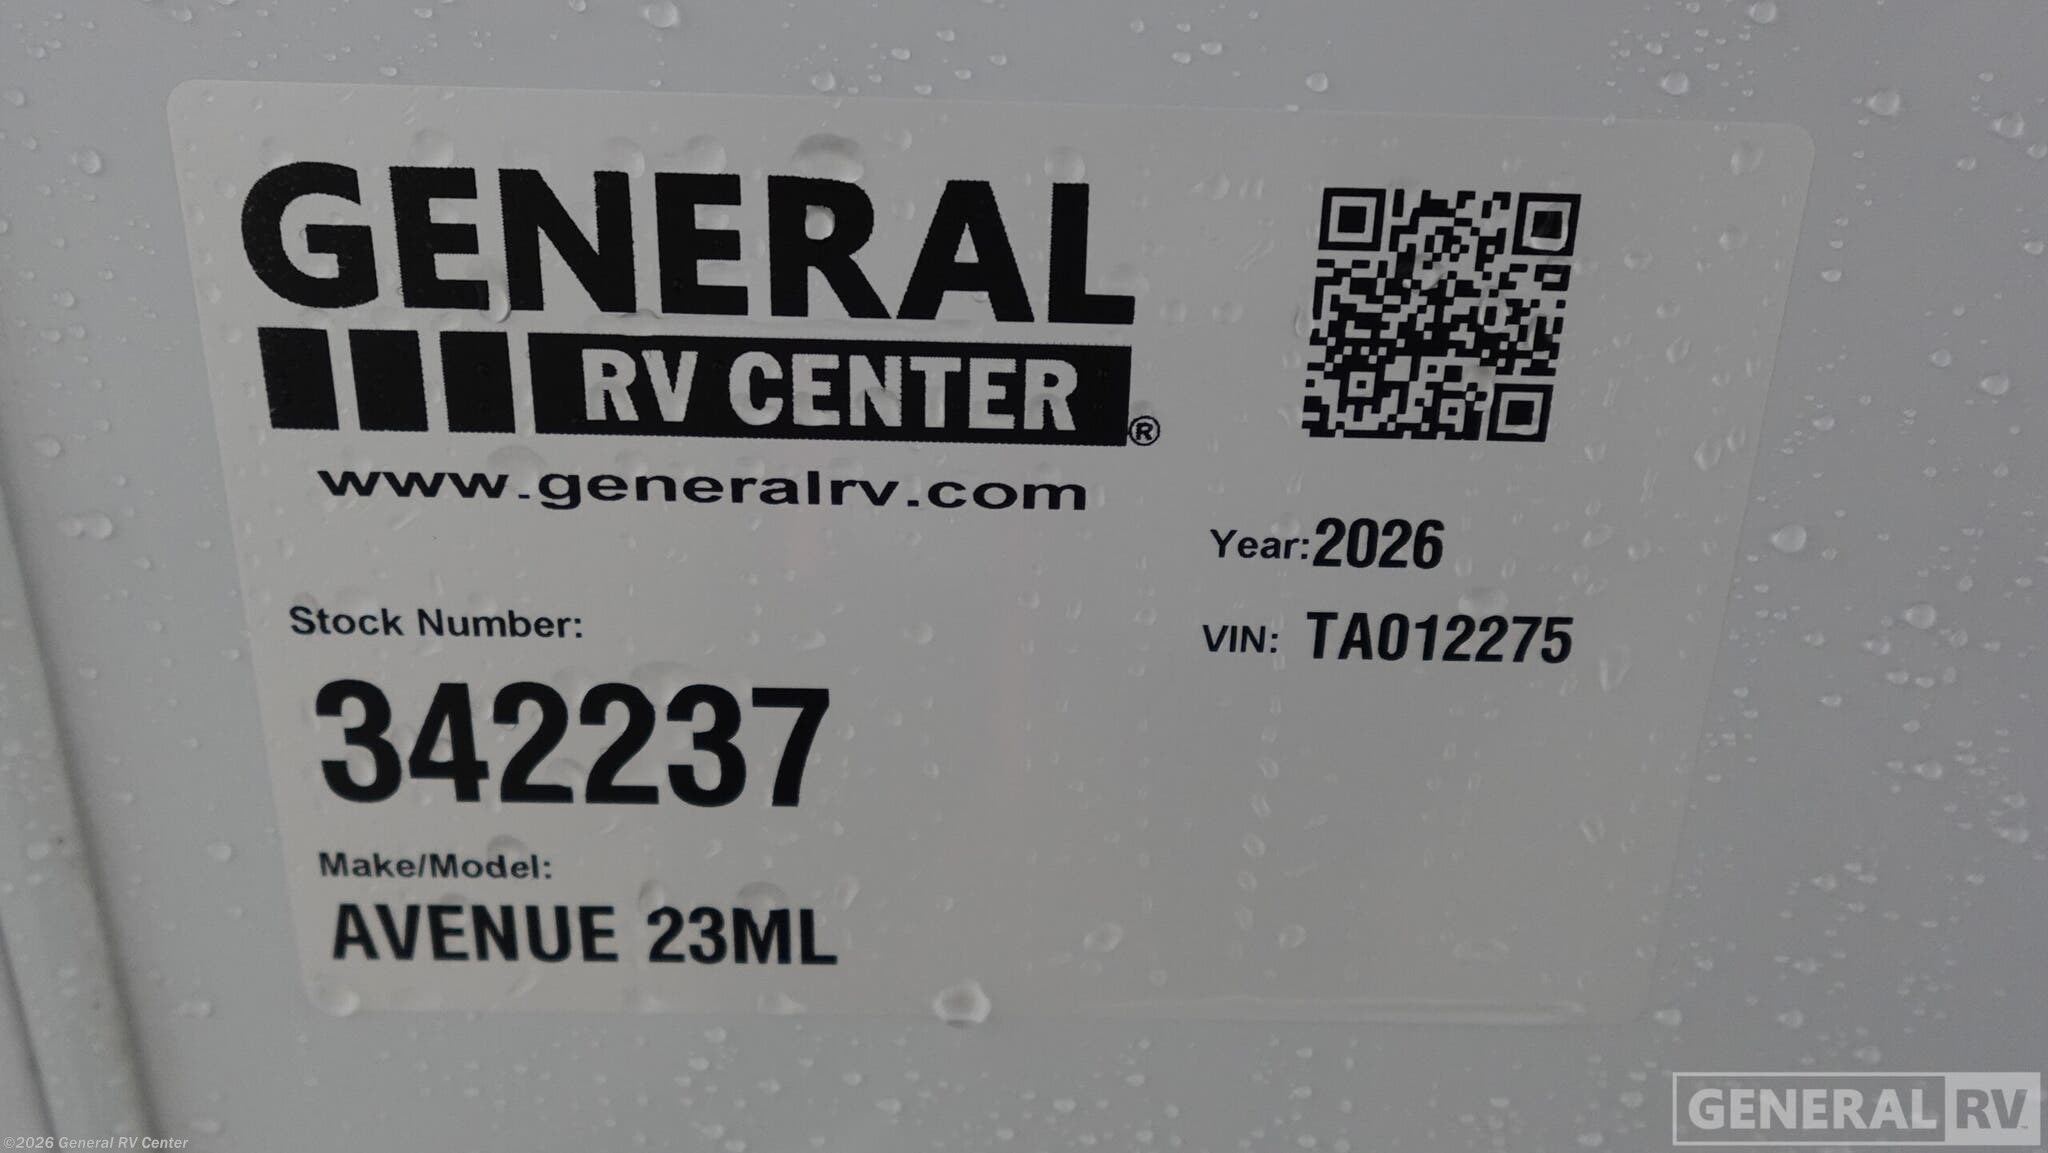 GENERAL
RV CENTER®
www.generalrv.com
Year: 2026
Stock Number:
VIN: TA012275
342237
Make/Model:
AVENUE 23ML
GENERAL RV
©2026 General RV Center